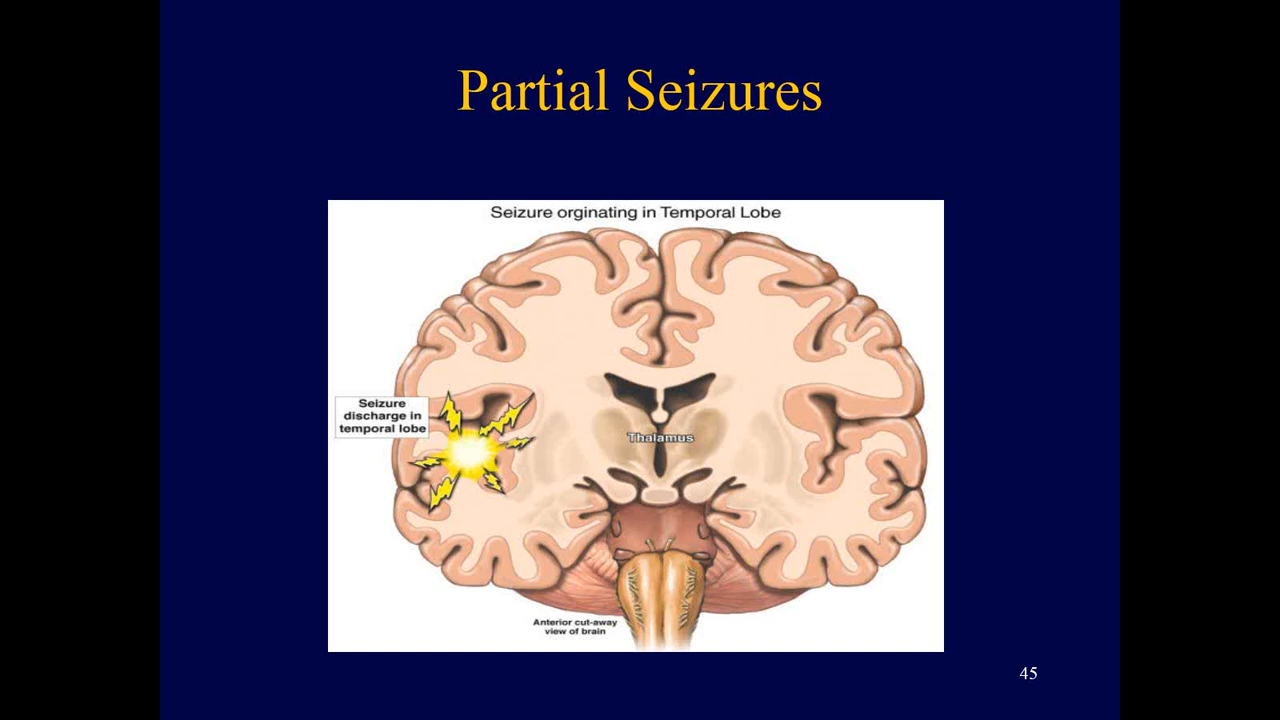 Partial Seizures
Seizure orginating in Temporal Lobe
Seizure
discharge in
temporal lobe
Thalamus
Anterior cut-away
view of brain
45